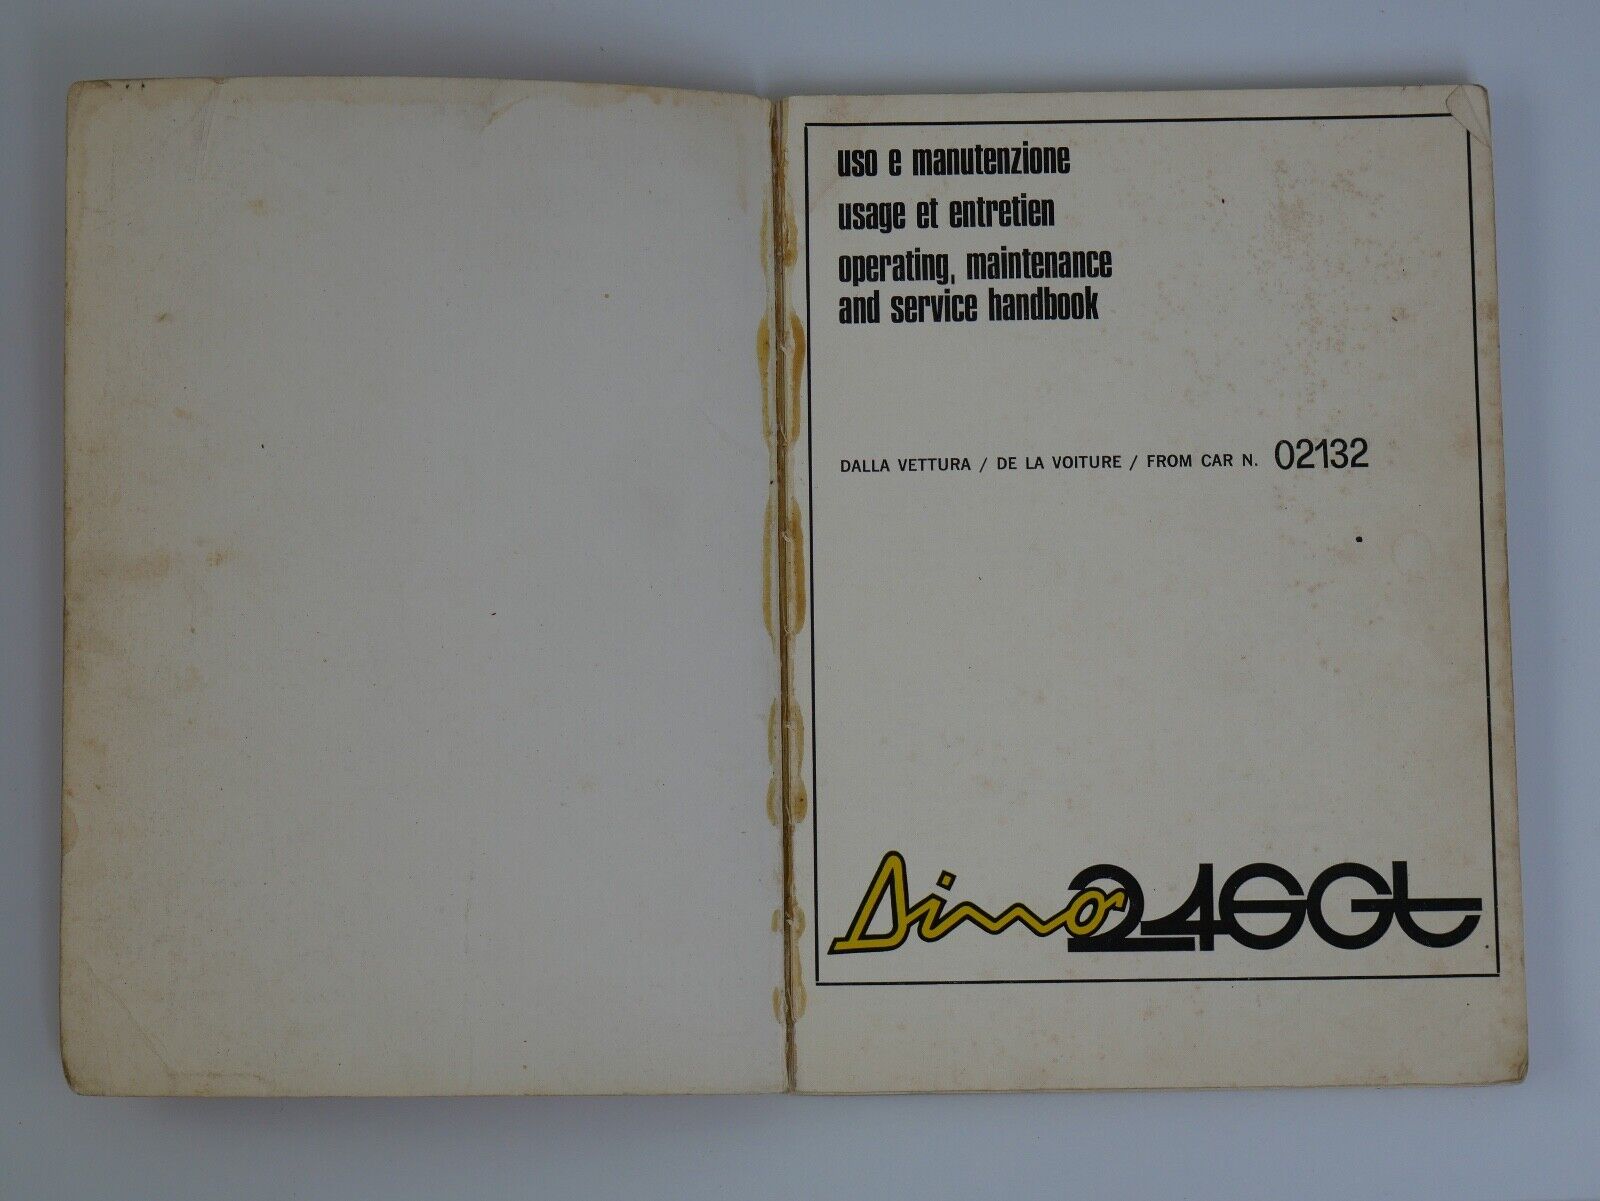 uso e manutenzione
usage et entretien
operating, maintenance
and service handbook
DALLA VETTURA / DE LA VOITURE / FROM CAR N. 02132
Dino 246GT